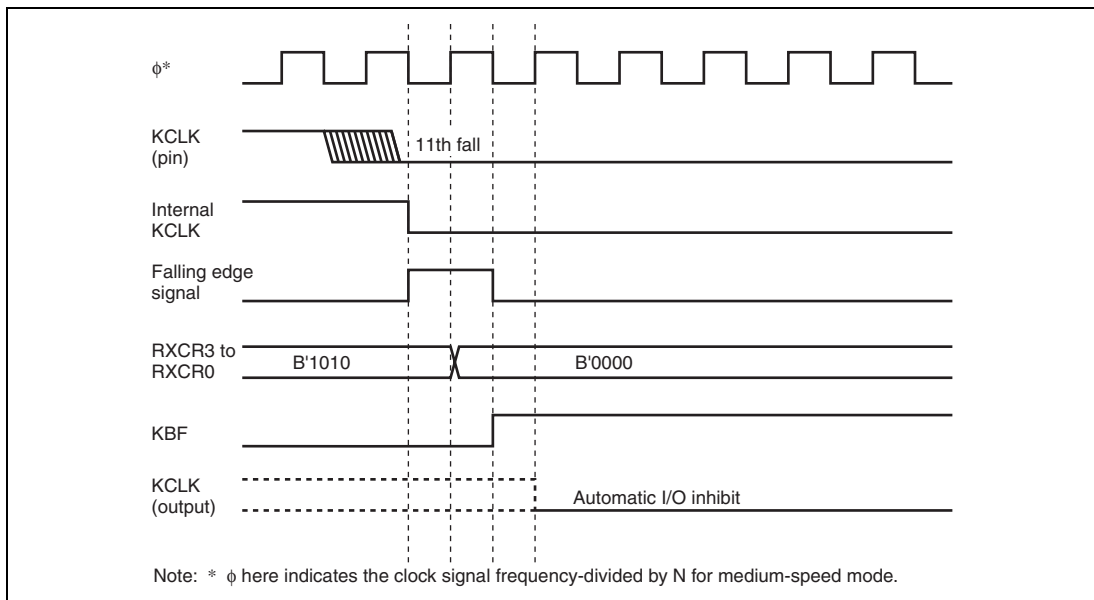 ϕ*
KCLK
(pin)
11th fall
Internal
KCLK
Falling edge
signal
RXCR3 to
RXCR0
B'1010
B'0000
KBF
KCLK
(output)
Automatic I/O inhibit
Note: * ϕ here indicates the clock signal frequency-divided by N for medium-speed mode.